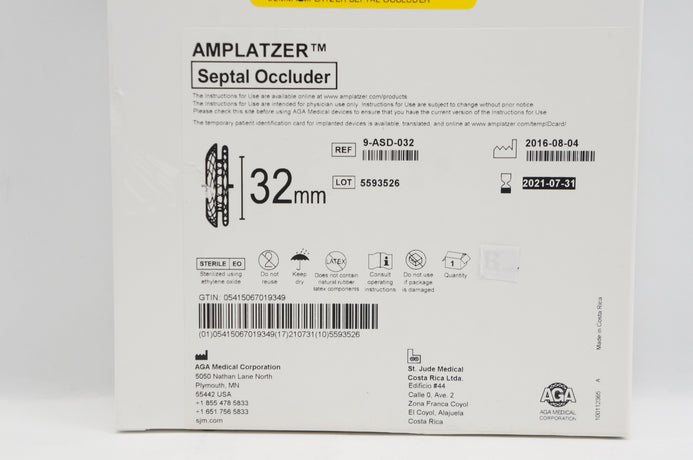 AMPLATZER™
Septal Occluder
The Instructions for Use are available online at www.amplatzer.com/products
The Instructions for Use are intended for physician use only. Instructions for Use are subject to change without prior notice.
Please check this site before using AGA Medical devices to ensure that you have the current version of the Instructions for Use
The temporary patient identification card for implanted devices is available, translated, and online at www.amplatzer.com/tempIDcard/
REF 9-ASD-032
2016-08-04
32mm
LOT 5593526
2021-07-31
STERILE EO
Sterilized using ethylene oxide
Do not reuse
Keep dry
LATEX
Does not contain natural rubber latex components
Consult operating instructions
Do not use if package is damaged
1
Quantity
GTIN: 05415067019349
(01)05415067019349(17)210731(10)5593526
AGA Medical Corporation
5050 Nathan Lane North
Plymouth, MN
55442 USA
+1 855 478 5833
+1 651 756 5833
sjm.com
St. Jude Medical
Costa Rica Ltda.
Edificio #44
Calle 0, Ave. 2
Zona Franca Coyol
El Coyol, Alajuela
Costa Rica
AGA
AGA MEDICAL
CORPORATION
Made in Costa Rica
100112365 A